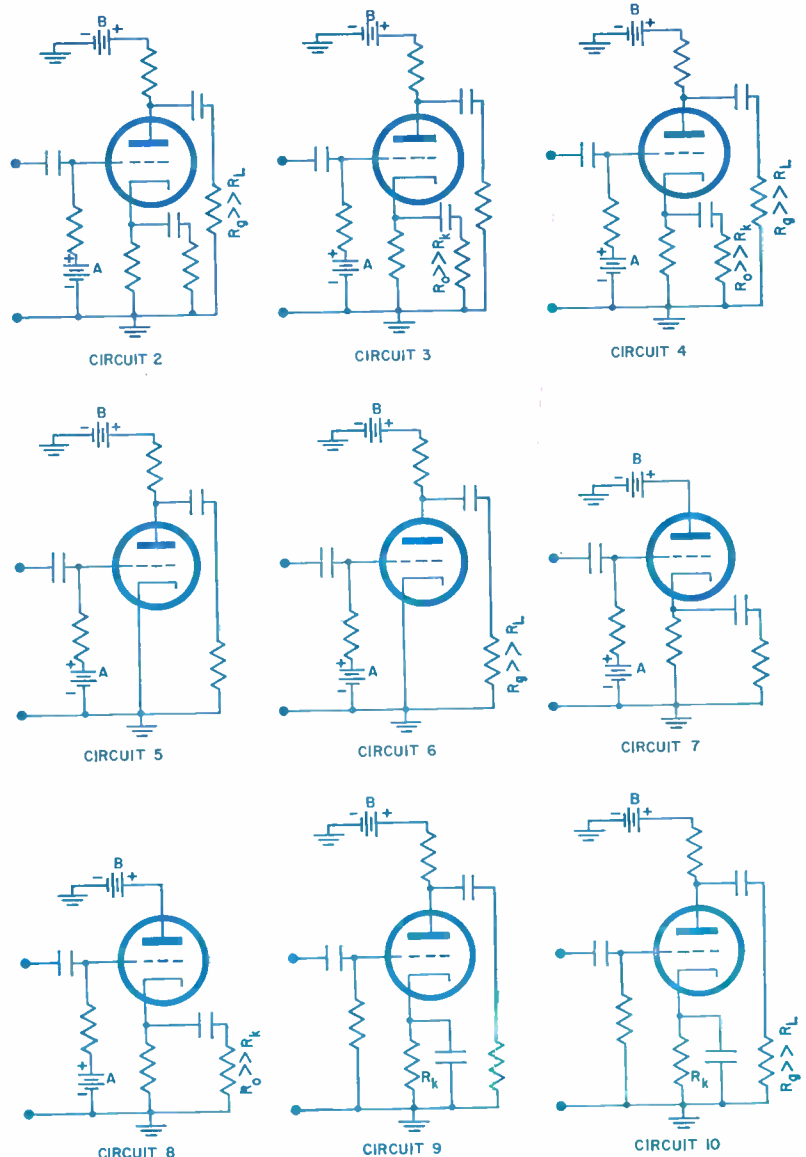 B
- +
A
+
-
Rg >> RL
CIRCUIT 2
B
- +
A
+
-
Ro >> Rk
CIRCUIT 3
B
- +
A
+
-
Ro >> Rk
Rg >> RL
CIRCUIT 4
B
- +
A
+
-
CIRCUIT 5
B
- +
A
+
-
Rg >> RL
CIRCUIT 6
B
- +
A
+
-
CIRCUIT 7
B
- +
A
+
-
Ro >> Rk
CIRCUIT 8
B
- +
Rk
CIRCUIT 9
B
- +
Rk
Rg >> RL
CIRCUIT 10